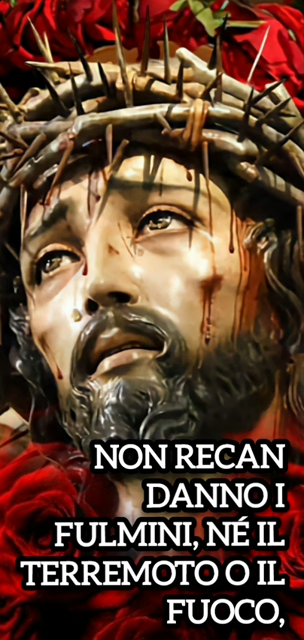 NON RECAN
DANNO I
FULMINI, NÉ IL
TERREMOTO O IL
FUOCO,